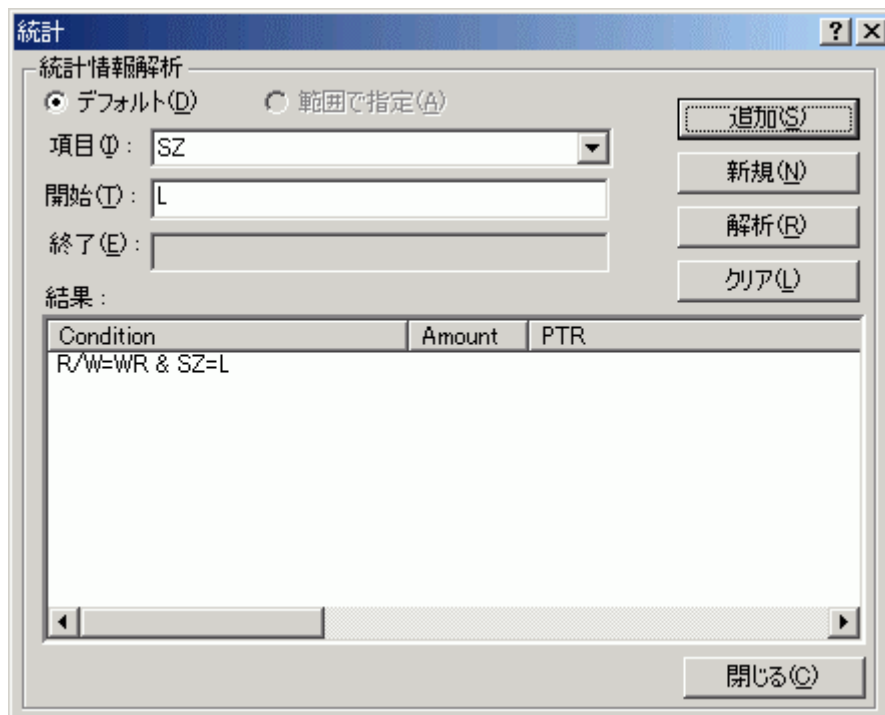 統計
統計情報解析
デフォルト(D) 範囲で指定(A)
追加(S)
項目(I): SZ
新規(N)
開始(T): L
解析(R)
終了(E):
クリア(L)
結果:
Condition Amount PTR
R/W=WR & SZ=L
閉じる(C)